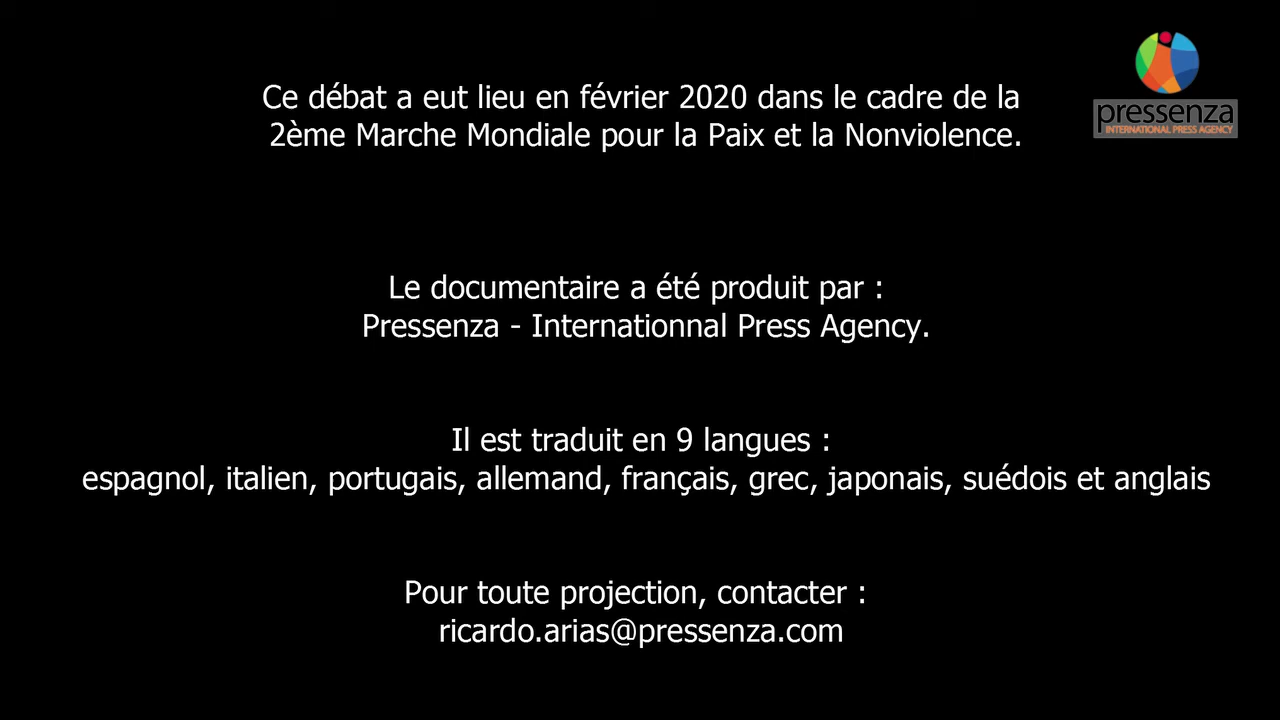 Ce débat a eut lieu en février 2020 dans le cadre de la
2ème Marche Mondiale pour la Paix et la Nonviolence.
pressenza
INTERNATIONAL PRESS AGENCY
Le documentaire a été produit par :
Pressenza - Internationnal Press Agency.
Il est traduit en 9 langues :
espagnol, italien, portugais, allemand, français, grec, japonais, suédois et anglais
Pour toute projection, contacter :
ricardo.arias@pressenza.com